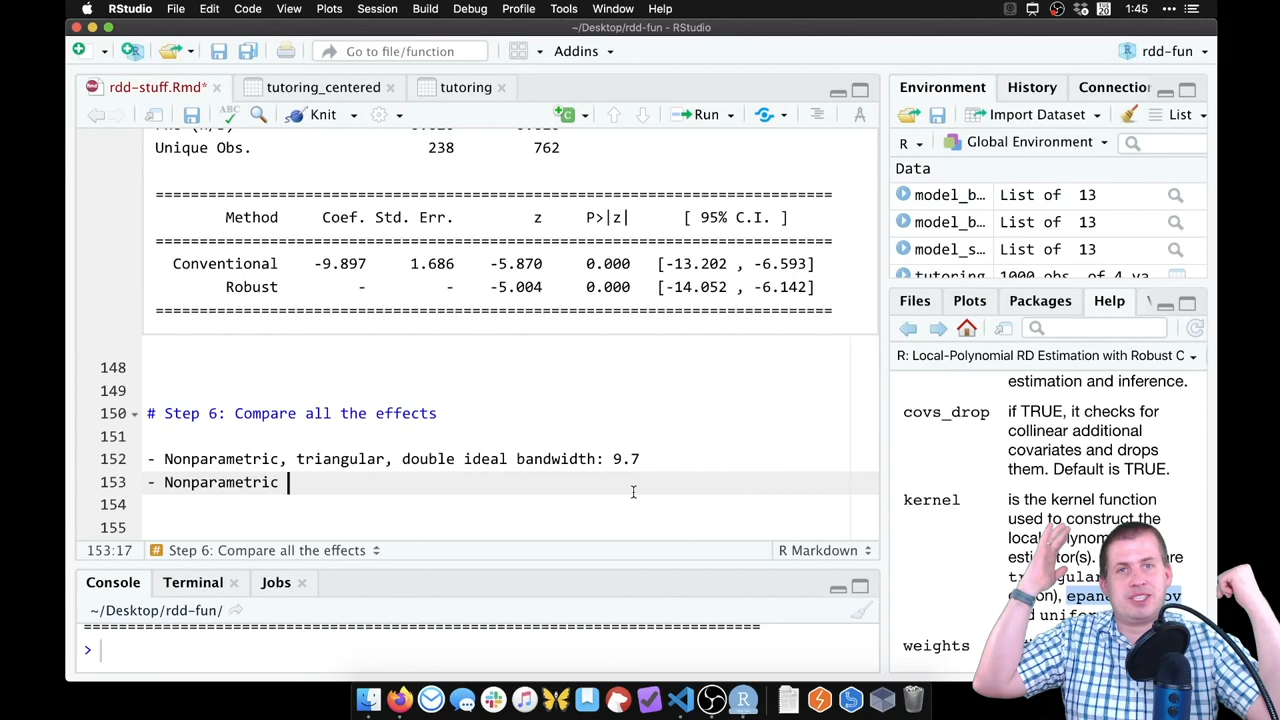 RStudio File Edit Code View Plots Session Build Debug Profile Tools Window Help 1:45
~/Desktop/rdd-fun - RStudio
Go to file/function Addins rdd-fun
rdd-stuff.Rmd* tutoring_centered tutoring
Knit Run
Unique Obs. 238 762
================================================================================
Method Coef. Std. Err. z P>|z| [ 95% C.I. ]
================================================================================
Conventional -9.897 1.686 -5.870 0.000 [-13.202 , -6.593]
Robust - - -5.004 0.000 [-14.052 , -6.142]
================================================================================
148
149
150 # Step 6: Compare all the effects
151
152 - Nonparametric, triangular, double ideal bandwidth: 9.7
153 - Nonparametric
154
155
153:17 Step 6: Compare all the effects R Markdown
Console Terminal Jobs
~/Desktop/rdd-fun/
===========================================================================
>
Environment History Connectio
Import Dataset List
R Global Environment
Data
model_b… List of 13
model_b… List of 13
model_s… List of 13
Files Plots Packages Help
R: Local-Polynomial RD Estimation with Robust C
estimation and inference.
covs_drop if TRUE, it checks for
collinear additional
covariates and drops
them. Default is TRUE.
kernel is the kernel function
used to construct the
weights